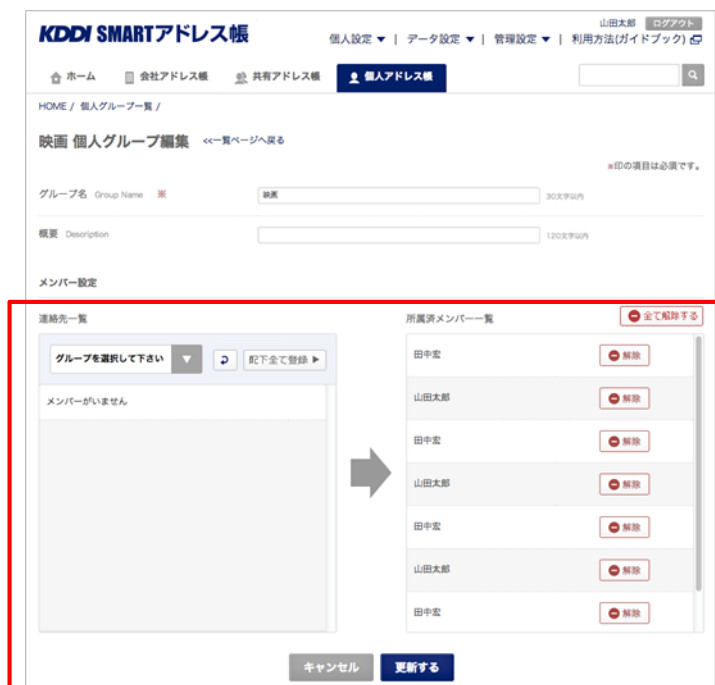 山田太郎 ログアウト
KDDI SMARTアドレス帳
個人設定 ▼ | データ設定 ▼ | 管理設定 ▼ | 利用方法(ガイドブック)
ホーム 会社アドレス帳 共有アドレス帳 個人アドレス帳
HOME / 個人グループ一覧 /
映画 個人グループ編集 <<一覧ページへ戻る
※印の項目は必須です。
グループ名 Group Name ※ 映画 30文字以内
概要 Description 120文字以内
メンバー設定
連絡先一覧
所属済メンバー一覧 全て解除する
グループを選択して下さい ▼ 配下全て登録 ▶
メンバーがいません
田中宏 解除
山田太郎 解除
田中宏 解除
山田太郎 解除
田中宏 解除
山田太郎 解除
田中宏 解除
キャンセル 更新する